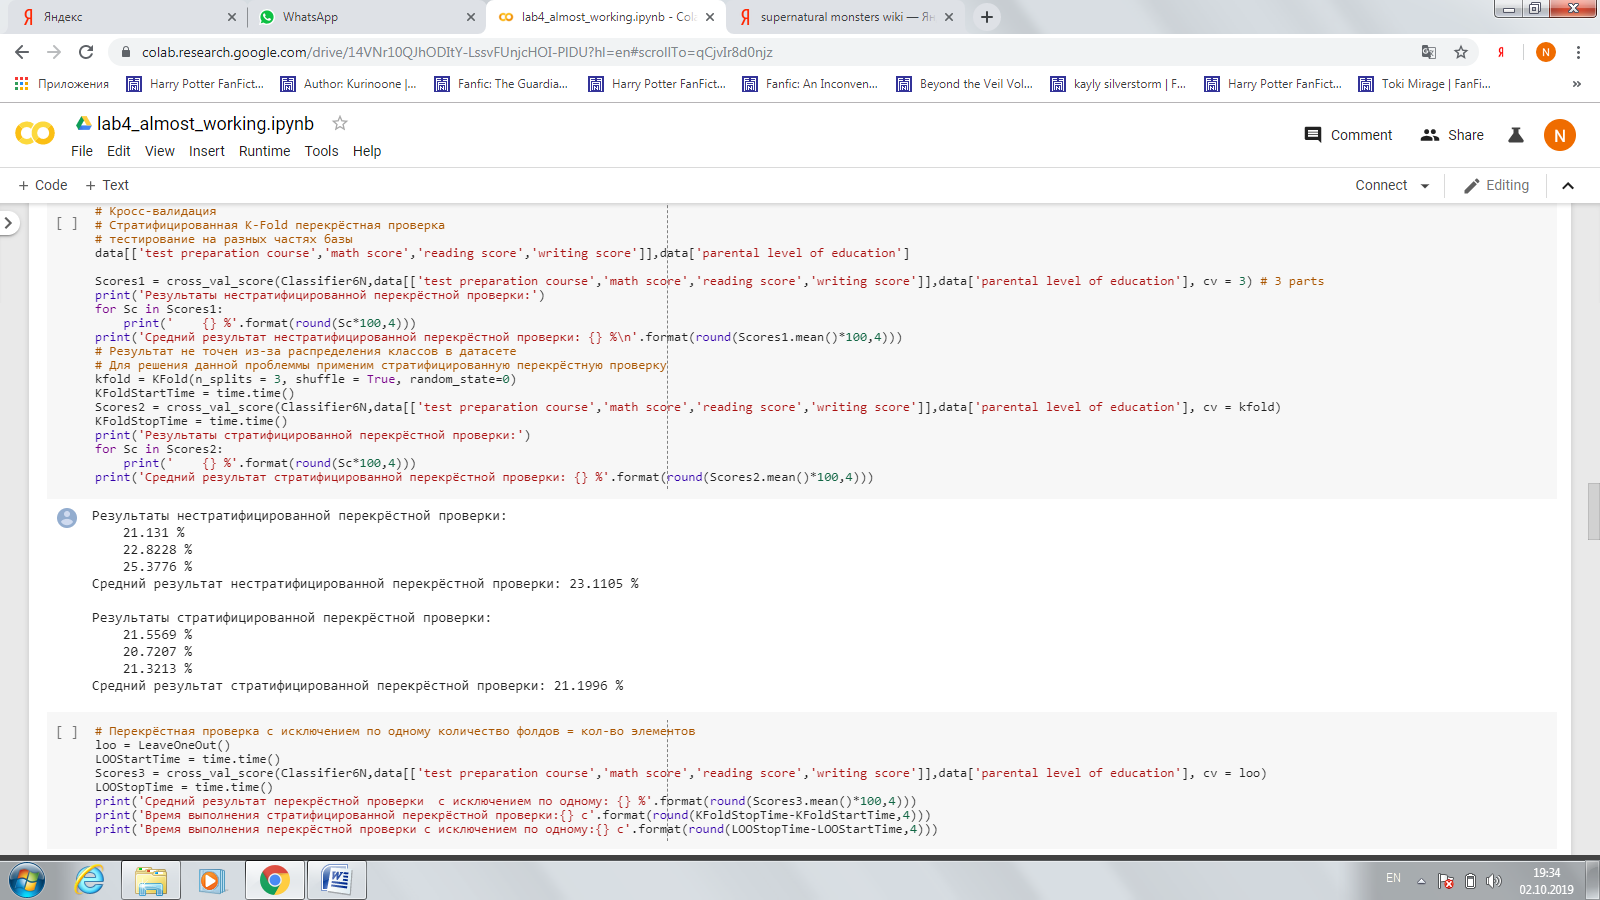 Яндекс
WhatsApp
lab4_almost_working.ipynb - Cola
supernatural monsters wiki — Ян
colab.research.google.com/drive/14VNr10QJhODItY-LssvFUnjcHOI-PIDU?hl=en#scrollTo=qCjvIr8d0njz
Приложения
Harry Potter FanFict...
Author: Kurinoone |...
Fanfic: The Guardia...
Harry Potter FanFict...
Fanfic: An Inconven...
Beyond the Veil Vol...
kayly silverstorm | F...
Harry Potter FanFict...
Toki Mirage | FanFi...
»
lab4_almost_working.ipynb
File Edit View Insert Runtime Tools Help
Comment
Share
N
+ Code + Text
Connect
Editing
[ ]
# Кросс-валидация
# Стратифицированная K-Fold перекрёстная проверка
# тестирование на разных частях базы
data[['test preparation course','math score','reading score','writing score']],data['parental level of education']
Scores1 = cross_val_score(Classifier6N,data[['test preparation course','math score','reading score','writing score']],data['parental level of education'], cv = 3) # 3 parts
print('Результаты нестратифицированной перекрёстной проверки:')
for Sc in Scores1:
    print('    {} %'.format(round(Sc*100,4)))
print('Средний результат нестратифицированной перекрёстной проверки: {} %\n'.format(round(Scores1.mean()*100,4)))
# Результат не точен из-за распределения классов в датасете
# Для решения данной проблеммы применим стратифицированную перекрёстную проверку
kfold = KFold(n_splits = 3, shuffle = True, random_state=0)
KFoldStartTime = time.time()
Scores2 = cross_val_score(Classifier6N,data[['test preparation course','math score','reading score','writing score']],data['parental level of education'], cv = kfold)
KFoldStopTime = time.time()
print('Результаты стратифицированной перекрёстной проверки:')
for Sc in Scores2:
    print('    {} %'.format(round(Sc*100,4)))
print('Средний результат стратифицированной перекрёстной проверки: {} %'.format(round(Scores2.mean()*100,4)))
Результаты нестратифицированной перекрёстной проверки:
    21.131 %
    22.8228 %
    25.3776 %
Средний результат нестратифицированной перекрёстной проверки: 23.1105 %
Результаты стратифицированной перекрёстной проверки:
    21.5569 %
    20.7207 %
    21.3213 %
Средний результат стратифицированной перекрёстной проверки: 21.1996 %
[ ]
# Перекрёстная проверка с исключением по одному количество фолдов = кол-во элементов
loo = LeaveOneOut()
LOOStartTime = time.time()
Scores3 = cross_val_score(Classifier6N,data[['test preparation course','math score','reading score','writing score']],data['parental level of education'], cv = loo)
LOOStopTime = time.time()
print('Средний результат перекрёстной проверки  с исключением по одному: {} %'.format(round(Scores3.mean()*100,4)))
print('Время выполнения стратифицированной перекрёстной проверки:{} с'.format(round(KFoldStopTime-KFoldStartTime,4)))
print('Время выполнения перекрёстной проверки с исключением по одному:{} с'.format(round(LOOStopTime-LOOStartTime,4)))
EN
19:34
02.10.2019